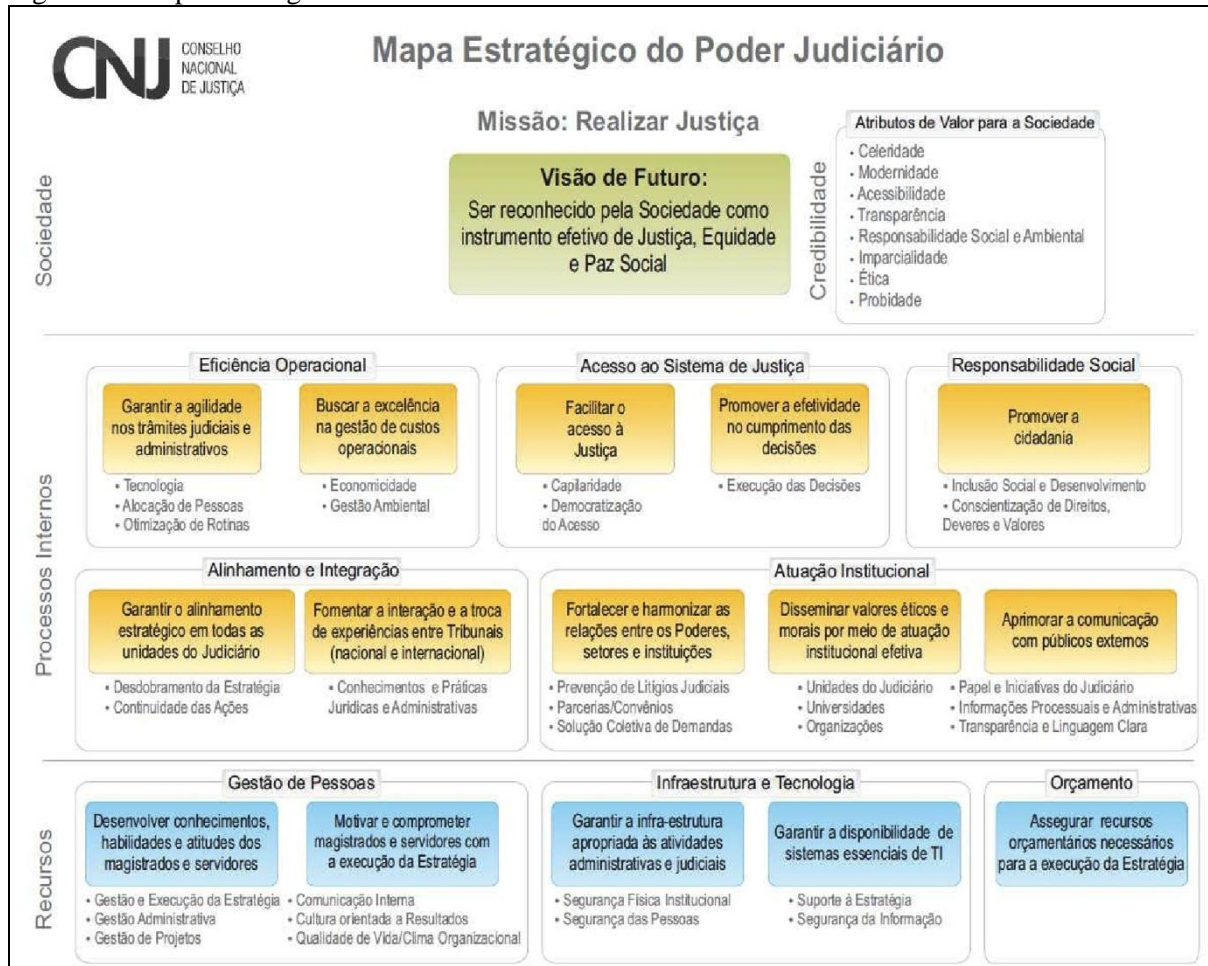 CNJ
CONSELHO
NACIONAL
DE JUSTIÇA
Mapa Estratégico do Poder Judiciário
Missão: Realizar Justiça
Sociedade
Visão de Futuro:
Ser reconhecido pela Sociedade como
instrumento efetivo de Justiça, Equidade
e Paz Social
Credibilidade
Atributos de Valor para a Sociedade
• Celeridade
• Modernidade
• Acessibilidade
• Transparência
• Responsabilidade Social e Ambiental
• Imparcialidade
• Ética
• Probidade
Processos Internos
Eficiência Operacional
Garantir a agilidade
nos trâmites judiciais e
administrativos
• Tecnologia
• Alocação de Pessoas
• Otimização de Rotinas
Buscar a excelência
na gestão de custos
operacionais
• Economicidade
• Gestão Ambiental
Acesso ao Sistema de Justiça
Facilitar o
acesso à
Justiça
• Capilaridade
• Democratização
do Acesso
Promover a efetividade
no cumprimento das
decisões
• Execução das Decisões
Responsabilidade Social
Promover a
cidadania
• Inclusão Social e Desenvolvimento
• Conscientização de Direitos,
Deveres e Valores
Alinhamento e Integração
Garantir o alinhamento
estratégico em todas as
unidades do Judiciário
• Desdobramento da Estratégia
• Continuidade das Ações
Fomentar a interação e a troca
de experiências entre Tribunais
(nacional e internacional)
• Conhecimentos e Práticas
Jurídicas e Administrativas
Atuação Institucional
Fortalecer e harmonizar as
relações entre os Poderes,
setores e instituições
• Prevenção de Litígios Judiciais
• Parcerias/Convênios
• Solução Coletiva de Demandas
Disseminar valores éticos e
morais por meio de atuação
institucional efetiva
• Unidades do Judiciário
• Universidades
• Organizações
Aprimorar a comunicação
com públicos externos
• Papel e Iniciativas do Judiciário
• Informações Processuais e Administrativas
• Transparência e Linguagem Clara
Recursos
Gestão de Pessoas
Desenvolver conhecimentos,
habilidades e atitudes dos
magistrados e servidores
• Gestão e Execução da Estratégia
• Gestão Administrativa
• Gestão de Projetos
Motivar e comprometer
magistrados e servidores com
a execução da Estratégia
• Comunicação Interna
• Cultura orientada a Resultados
• Qualidade de Vida/Clima Organizacional
Infraestrutura e Tecnologia
Garantir a infra-estrutura
apropriada às atividades
administrativas e judiciais
• Segurança Física Institucional
• Segurança das Pessoas
Garantir a disponibilidade de
sistemas essenciais de TI
• Suporte à Estratégia
• Segurança da Informação
Orçamento
Assegurar recursos
orçamentários necessários
para a execução da Estratégia